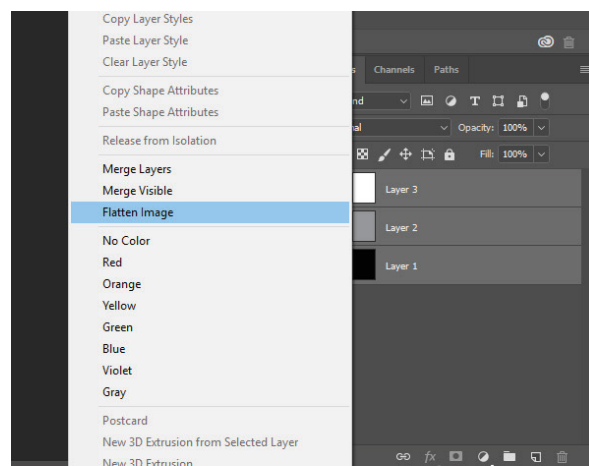 Copy Layer Styles
Paste Layer Style
Clear Layer Style
Copy Shape Attributes
Paste Shape Attributes
Release from Isolation
Merge Layers
Merge Visible
Flatten Image
No Color
Red
Orange
Yellow
Green
Blue
Violet
Gray
Postcard
New 3D Extrusion from Selected Layer
New 3D Extrusion
Channels Paths
Opacity: 100%
Fill: 100%
Layer 3
Layer 2
Layer 1
fx